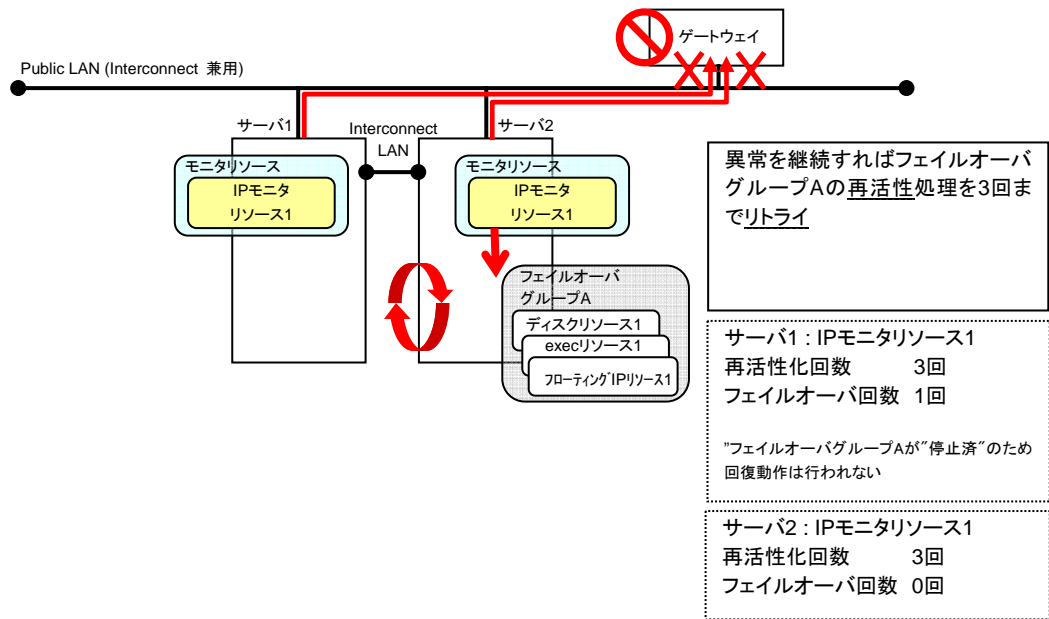 ゲートウェイ
Public LAN (Interconnect 兼用)
サーバ1
Interconnect
LAN
サーバ2
モニタリソース
IPモニタ
リソース1
モニタリソース
IPモニタ
リソース1
フェイルオーバ
グループA
ディスクリソース1
execリソース1
フローティングIPリソース1
異常を継続すればフェイルオーバ
グループAの再活性処理を3回ま
でリトライ
サーバ1 : IPモニタリソース1
再活性化回数 3回
フェイルオーバ回数 1回
"フェイルオーバグループAが"停止済"のため
回復動作は行われない
サーバ2 : IPモニタリソース1
再活性化回数 3回
フェイルオーバ回数 0回